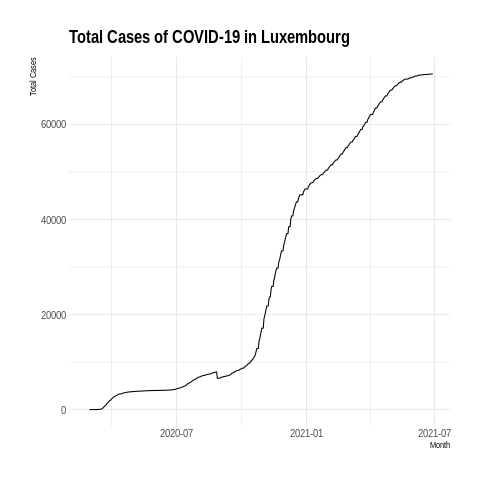 Total Cases of COVID-19 in Luxembourg
Total Cases
60000
40000
20000
0
2020-07
2021-01
2021-07
Month